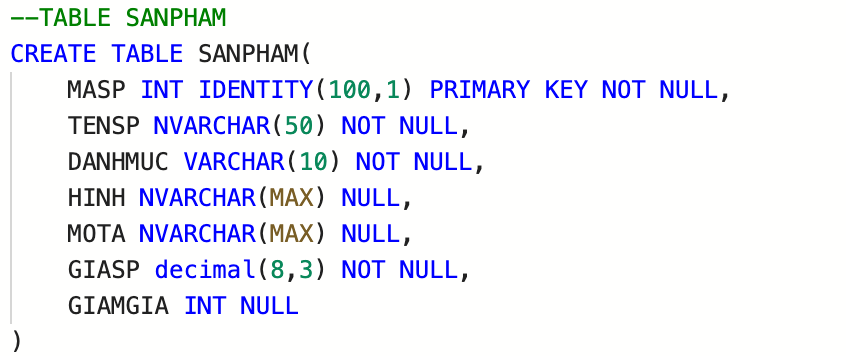 --TABLE SANPHAM
CREATE TABLE SANPHAM(
    MASP INT IDENTITY(100,1) PRIMARY KEY NOT NULL,
    TENSP NVARCHAR(50) NOT NULL,
    DANHMUC VARCHAR(10) NOT NULL,
    HINH NVARCHAR(MAX) NULL,
    MOTA NVARCHAR(MAX) NULL,
    GIASP decimal(8,3) NOT NULL,
    GIAMGIA INT NULL
)